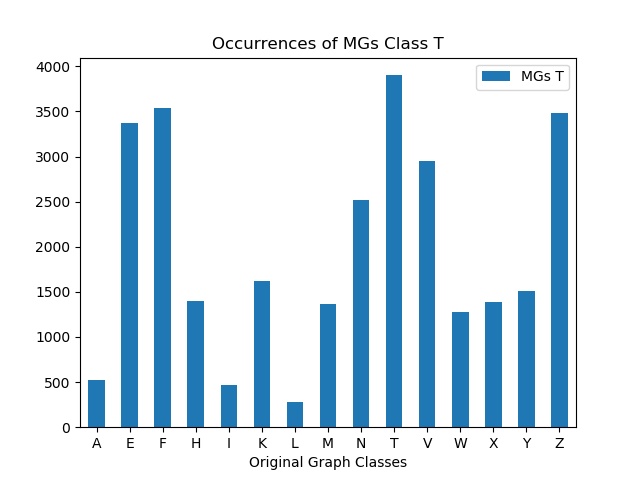 Occurrences of MGs Class T
MGs T
4000
3500
3000
2500
2000
1500
1000
500
0
A E F H I K L M N T V W X Y Z
Original Graph Classes